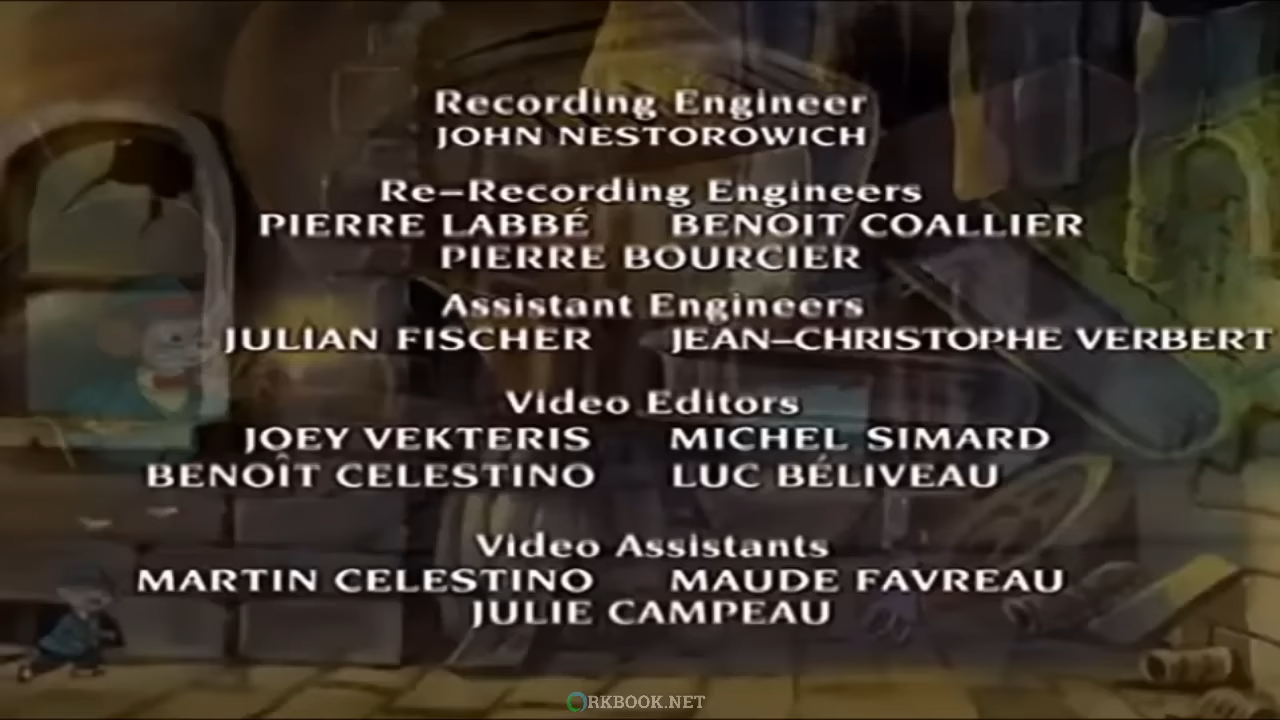 Recording Engineer
JOHN NESTOROWICH
Re-Recording Engineers
PIERRE LABBÉ BENOIT COALLIER
PIERRE BOURCIER
Assistant Engineers
JULIAN FISCHER JEAN-CHRISTOPHE VERBERT
Video Editors
JOEY VEKTERIS MICHEL SIMARD
BENOÎT CELESTINO LUC BÉLIVEAU
Video Assistants
MARTIN CELESTINO MAUDE FAVREAU
JULIE CAMPEAU
ORKBOOK.NET